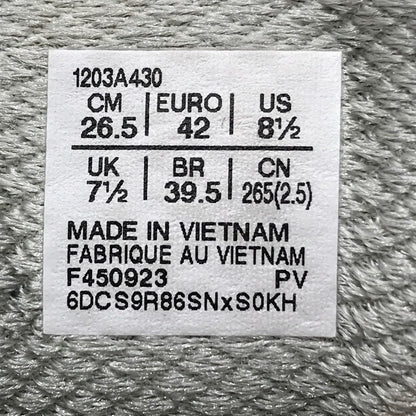 1203A430
CM EURO US
26.5 42 8½
UK BR CN
7½ 39.5 265(2.5)
MADE IN VIETNAM
FABRIQUE AU VIETNAM
F450923 PV
6DCS9R86SNxS0KH